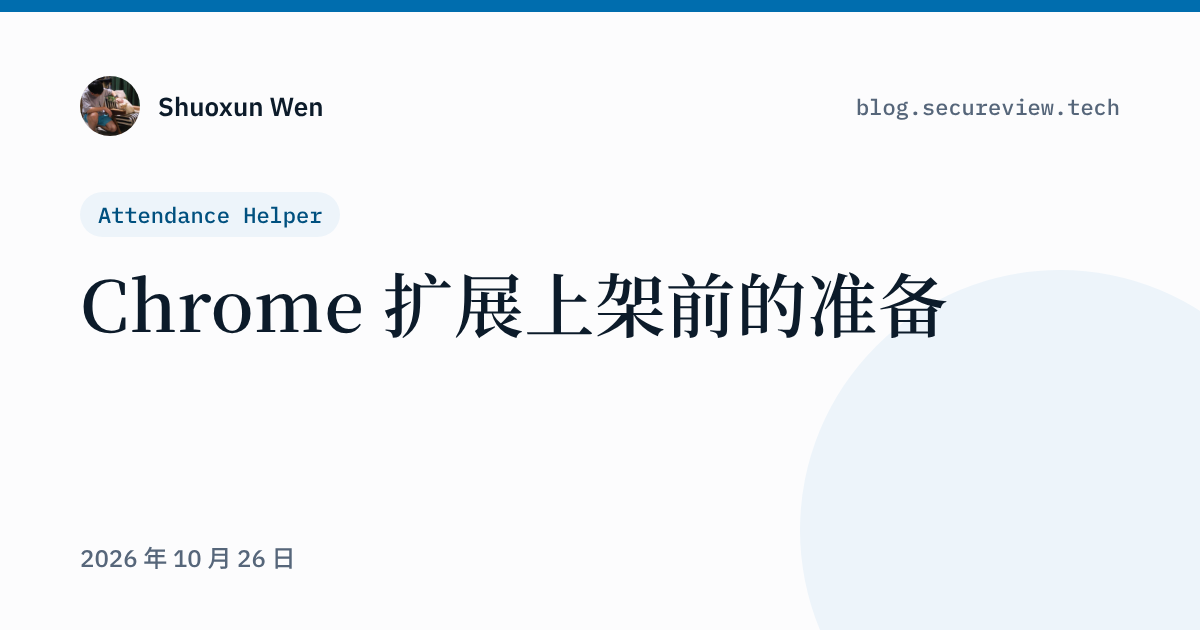 Shuoxun Wen
blog.secureview.tech
Attendance Helper
Chrome 扩展上架前的准备
2026 年 10 月 26 日